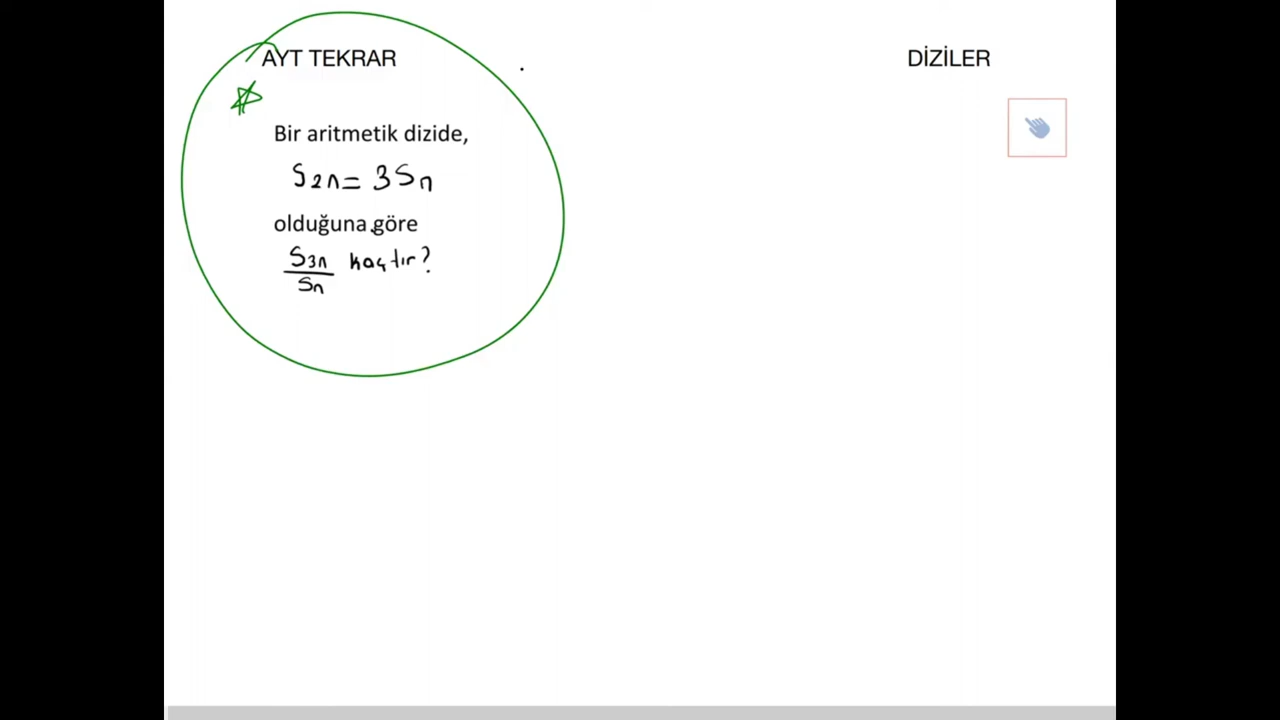 AYT TEKRAR
DİZİLER
Bir aritmetik dizide,
S2n = 3Sn
olduğuna göre
S3n kaçtır?
Sn